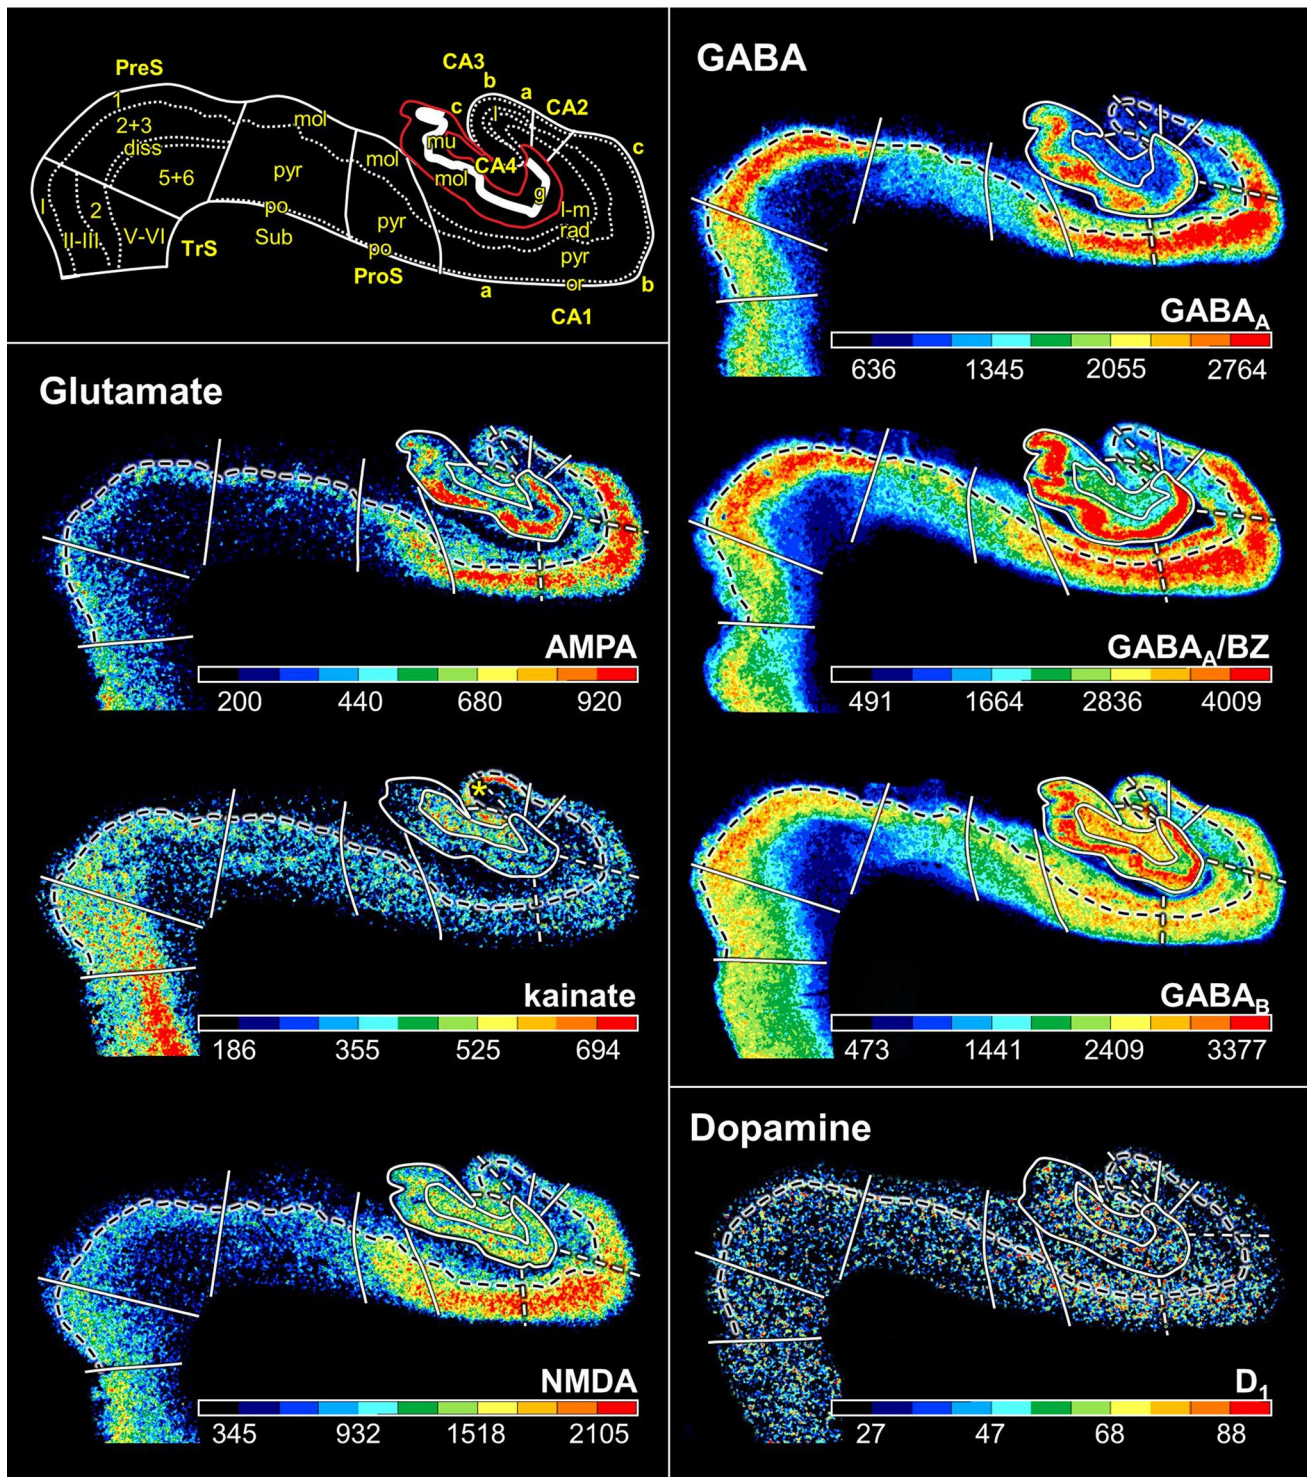 PreS
1
2+3
diss
5+6
I
II-III
2
V-VI
TrS
mol
pyr
po
Sub
mol
pyr
po
ProS
CA3
b
a
c
l
CA2
c
mu
CA4
mol
g
l-m
rad
pyr
or
a
b
CA1
Glutamate
AMPA
200 440 680 920
kainate
*
186 355 525 694
NMDA
345 932 1518 2105
GABA
GABAA
636 1345 2055 2764
GABAA/BZ
491 1664 2836 4009
GABAB
473 1441 2409 3377
Dopamine
D1
27 47 68 88